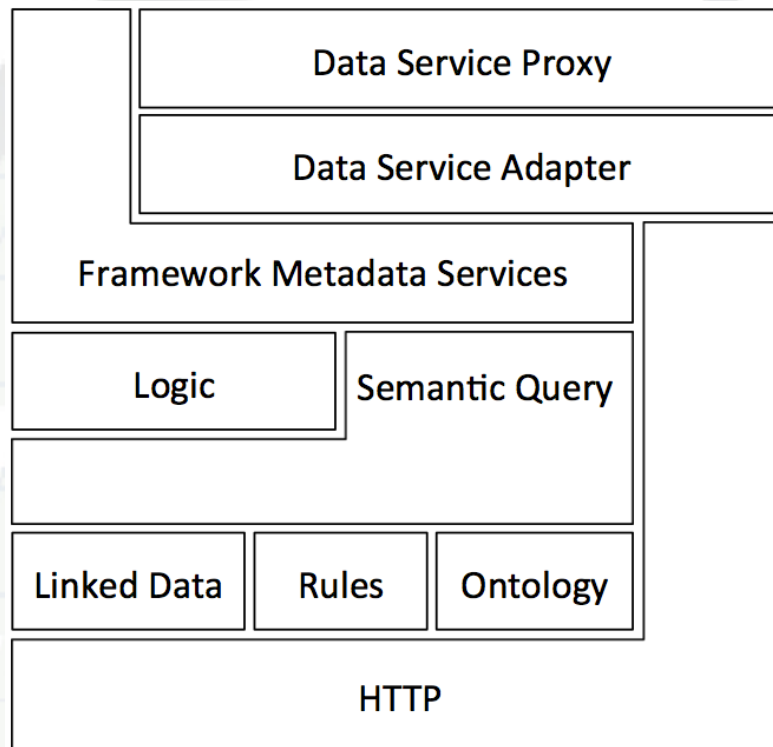 Data Service Proxy
Data Service Adapter
Framework Metadata Services
Logic
Semantic Query
Linked Data
Rules
Ontology
HTTP